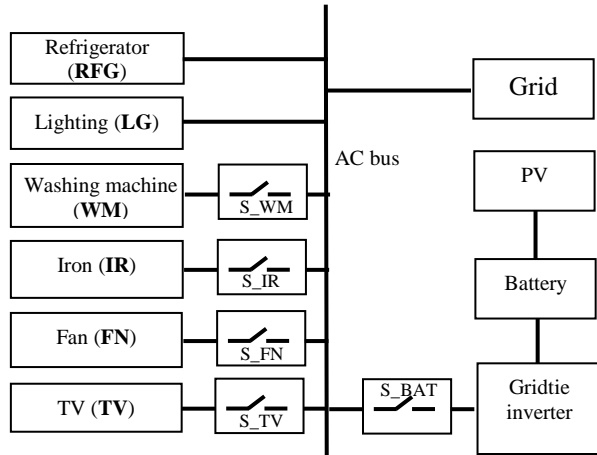 Refrigerator
(RFG)
Lighting (LG)
Washing machine
(WM)
S_WM
Iron (IR)
S_IR
Fan (FN)
S_FN
TV (TV)
S_TV
AC bus
Grid
PV
Battery
S_BAT
Gridtie
inverter